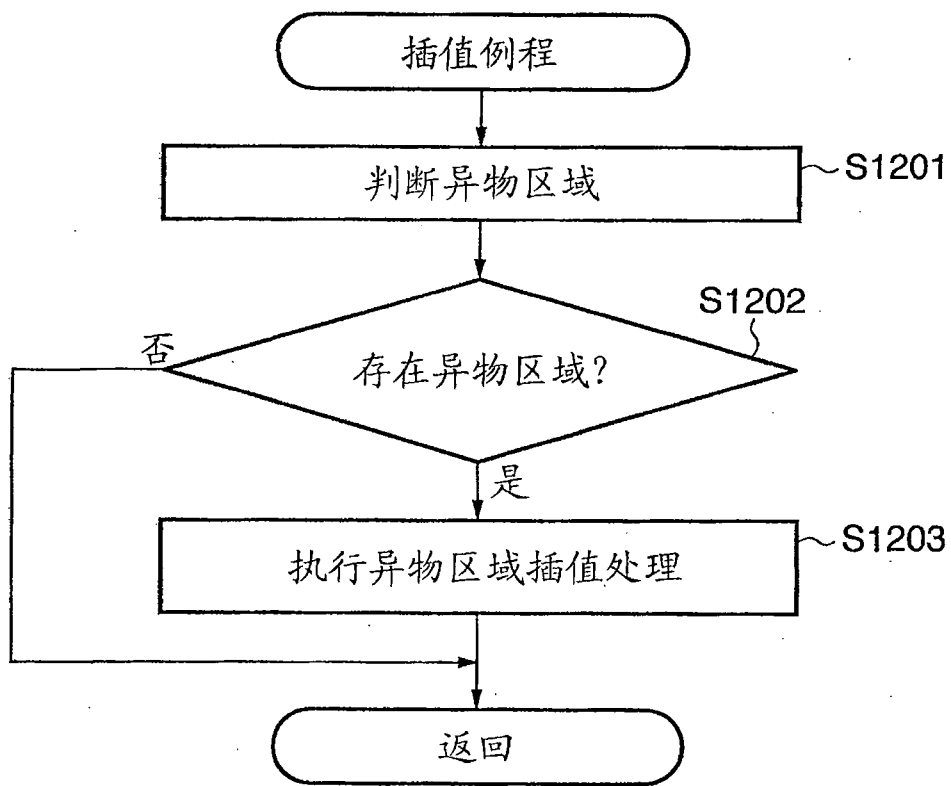 插值例程
判断异物区域
S1201
S1202
否
存在异物区域?
是
执行异物区域插值处理
S1203
返回